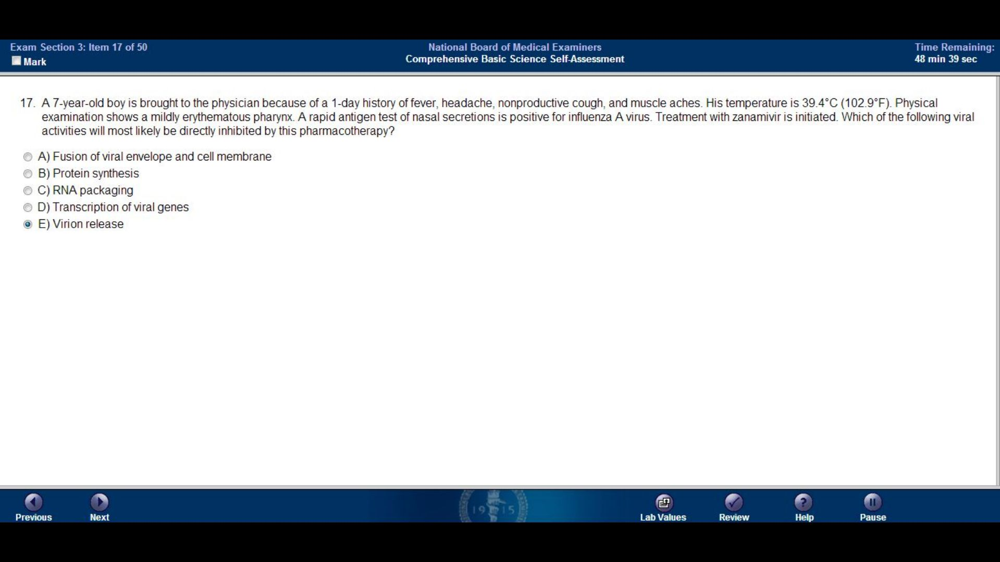 Exam Section 3: Item 17 of 50
Mark
National Board of Medical Examiners
Comprehensive Basic Science Self-Assessment
Time Remaining:
48 min 39 sec
17. A 7-year-old boy is brought to the physician because of a 1-day history of fever, headache, nonproductive cough, and muscle aches. His temperature is 39.4°C (102.9°F). Physical
examination shows a mildly erythematous pharynx. A rapid antigen test of nasal secretions is positive for influenza A virus. Treatment with zanamivir is initiated. Which of the following viral
activities will most likely be directly inhibited by this pharmacotherapy?
A) Fusion of viral envelope and cell membrane
B) Protein synthesis
C) RNA packaging
D) Transcription of viral genes
E) Virion release
1915
Previous
Next
Lab Values
Review
Help
Pause